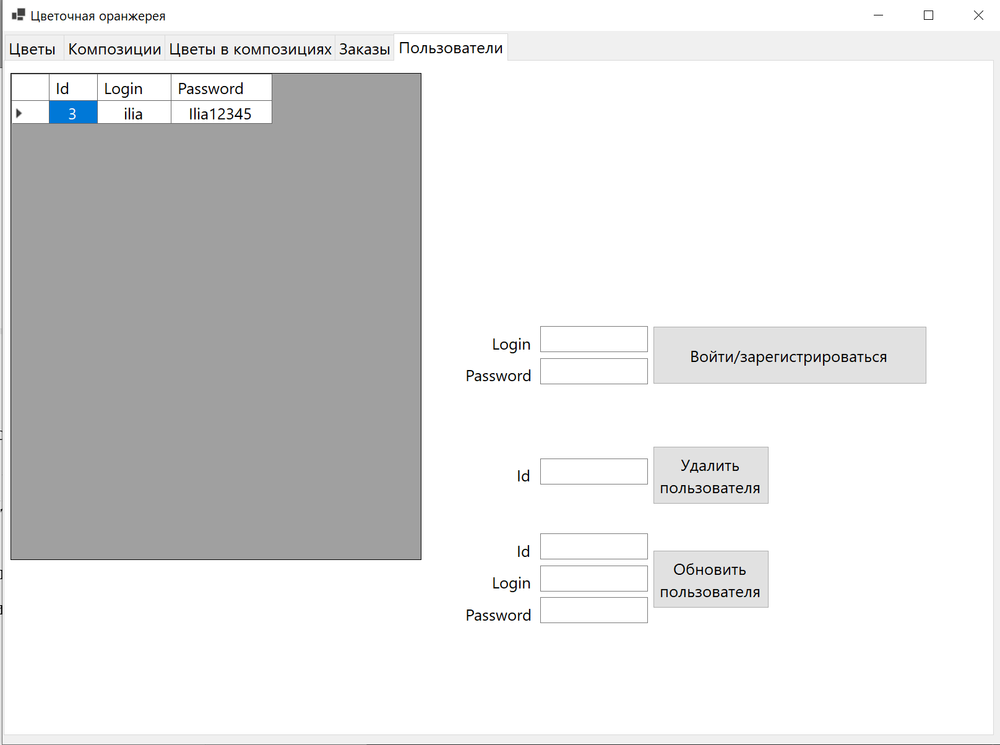 Цветочная оранжерея
Цветы Композиции Цветы в композициях Заказы Пользователи
Id Login Password
3 ilia Ilia12345
Login
Войти/зарегистрироваться
Password
Id
Удалить
пользователя
Id
Login
Password
Обновить
пользователя